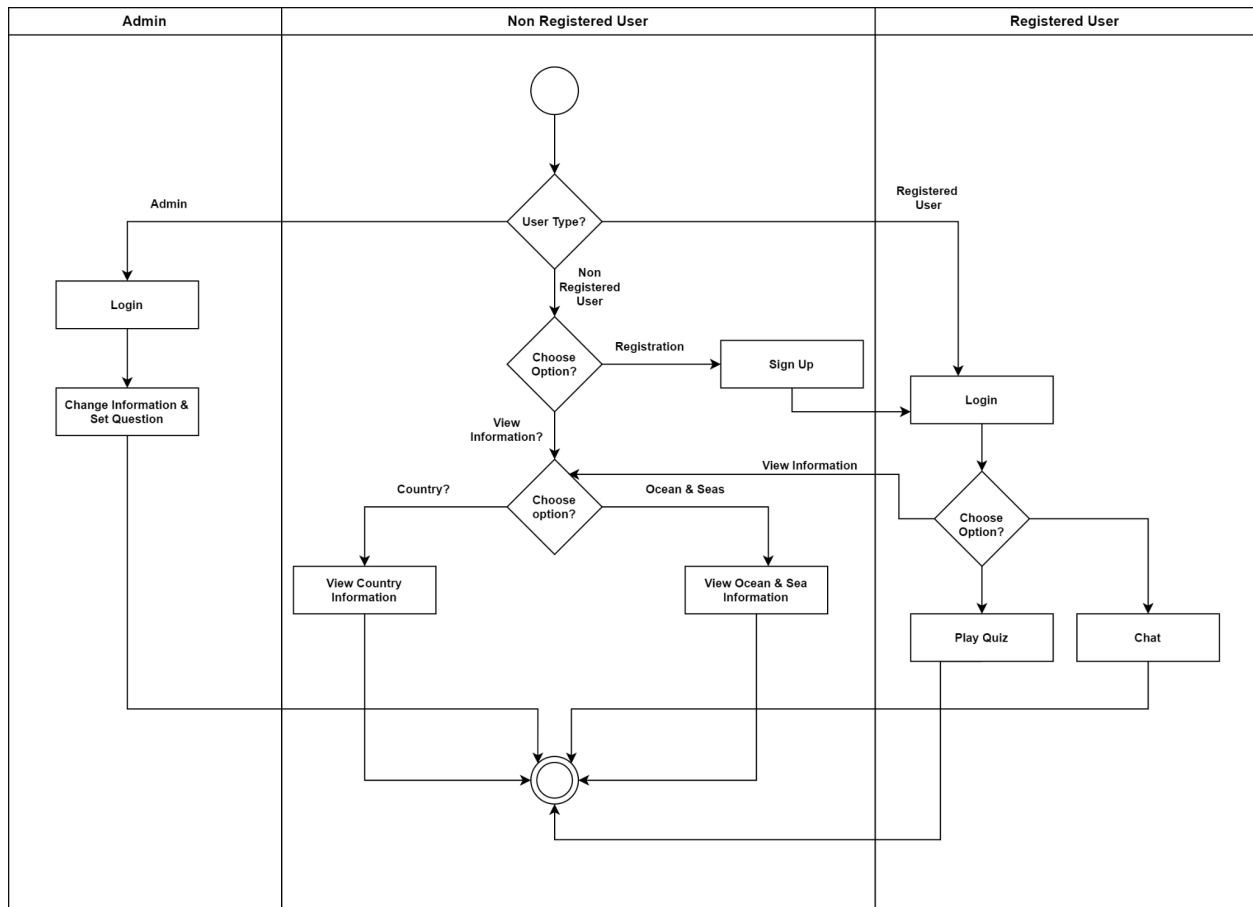 Admin
Non Registered User
Registered User
Admin
User Type?
Registered
User
Non
Registered
User
Login
Choose
Option?
Registration
Sign Up
Change Information &
Set Question
Login
View
Information?
View Information
Country?
Choose
option?
Ocean & Seas
Choose
Option?
View Country
Information
View Ocean & Sea
Information
Play Quiz
Chat